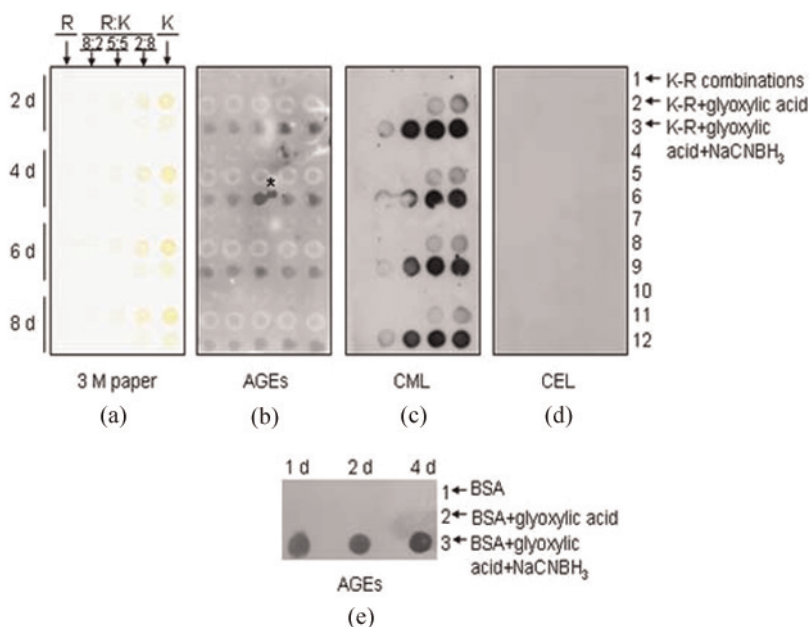 R R:K K
8:2 5:5 2:8
2 d
4 d
6 d
8 d
*
1 K-R combinations
2 K-R+glyoxylic acid
3 K-R+glyoxylic
4 acid+NaCNBH3
5
6
7
8
9
10
11
12
3 M paper AGEs CML CEL
(a) (b) (c) (d)
1 d 2 d 4 d
1 BSA
2 BSA+glyoxylic acid
3 BSA+glyoxylic
acid+NaCNBH3
AGEs
(e)